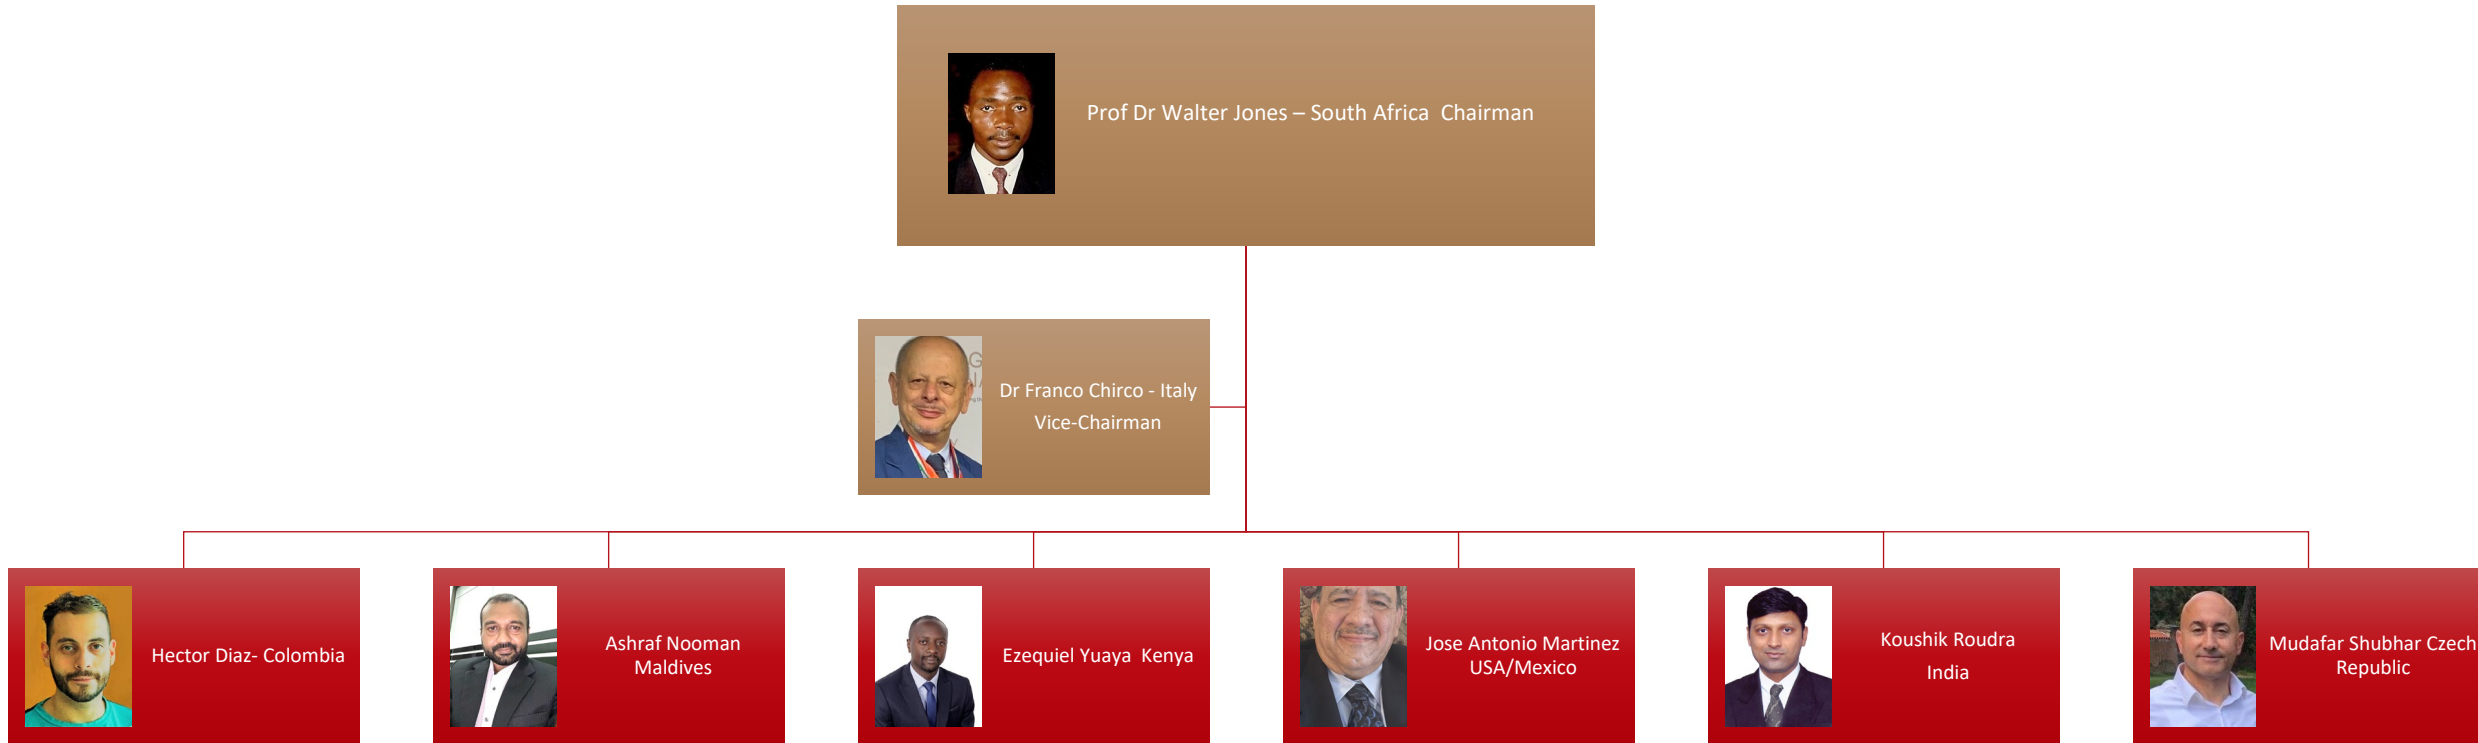 Prof Dr Walter Jones – South Africa  Chairman
Dr Franco Chirco - Italy
Vice-Chairman
Hector Diaz- Colombia
Ashraf Nooman
Maldives
Ezequiel Yuaya  Kenya
Jose Antonio Martinez
USA/Mexico
Koushik Roudra
India
Mudafar Shubhar Czech
Republic